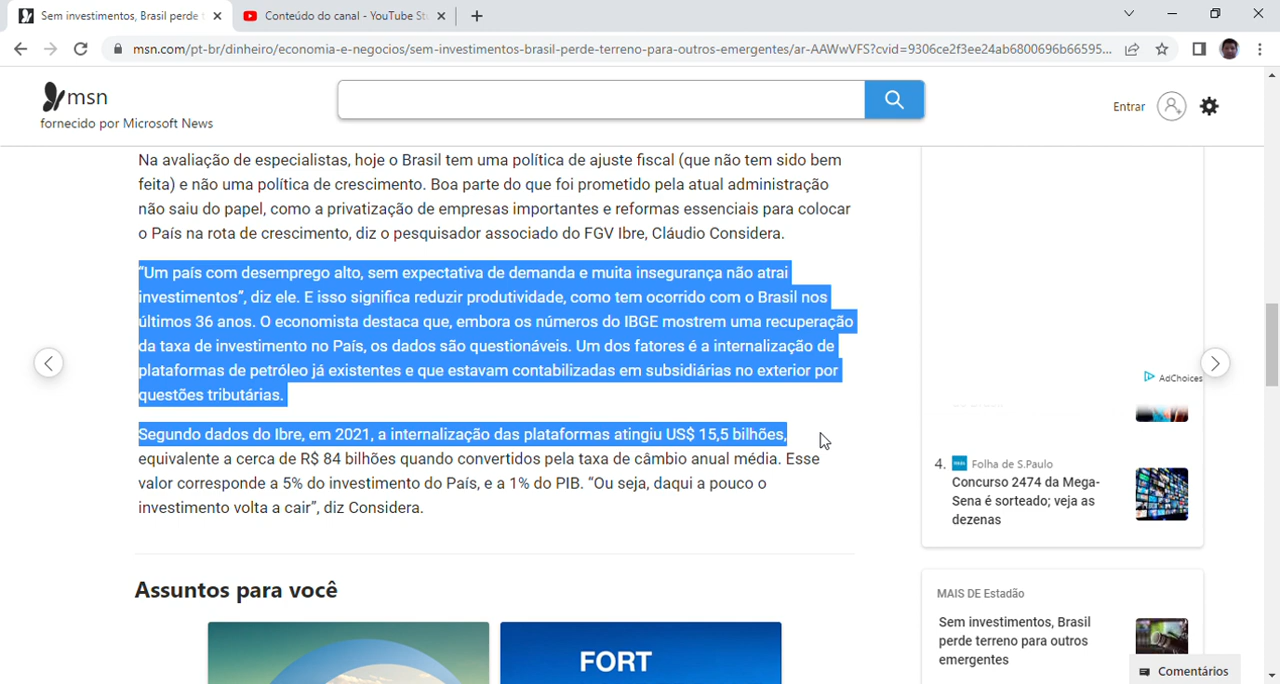 Sem investimentos, Brasil perde t
Conteúdo do canal - YouTube St
msn.com/pt-br/dinheiro/economia-e-negocios/sem-investimentos-brasil-perde-terreno-para-outros-emergentes/ar-AAWwVFS?cvid=9306ce2f3ee24ab6800696b66595...
msn
fornecido por Microsoft News
Entrar
Na avaliação de especialistas, hoje o Brasil tem uma política de ajuste fiscal (que não tem sido bem
feita) e não uma política de crescimento. Boa parte do que foi prometido pela atual administração
não saiu do papel, como a privatização de empresas importantes e reformas essenciais para colocar
o País na rota de crescimento, diz o pesquisador associado do FGV Ibre, Cláudio Considera.
“Um país com desemprego alto, sem expectativa de demanda e muita insegurança não atrai
investimentos”, diz ele. E isso significa reduzir produtividade, como tem ocorrido com o Brasil nos
últimos 36 anos. O economista destaca que, embora os números do IBGE mostrem uma recuperação
da taxa de investimento no País, os dados são questionáveis. Um dos fatores é a internalização de
plataformas de petróleo já existentes e que estavam contabilizadas em subsidiárias no exterior por
questões tributárias.
Segundo dados do Ibre, em 2021, a internalização das plataformas atingiu US$ 15,5 bilhões,
equivalente a cerca de R$ 84 bilhões quando convertidos pela taxa de câmbio anual média. Esse
valor corresponde a 5% do investimento do País, e a 1% do PIB. “Ou seja, daqui a pouco o
investimento volta a cair”, diz Considera.
Assuntos para você
FORT
AdChoices
4. Folha de S.Paulo
Concurso 2474 da Mega-
Sena é sorteado; veja as
dezenas
MAIS DE Estadão
Sem investimentos, Brasil
perde terreno para outros
emergentes
Comentários